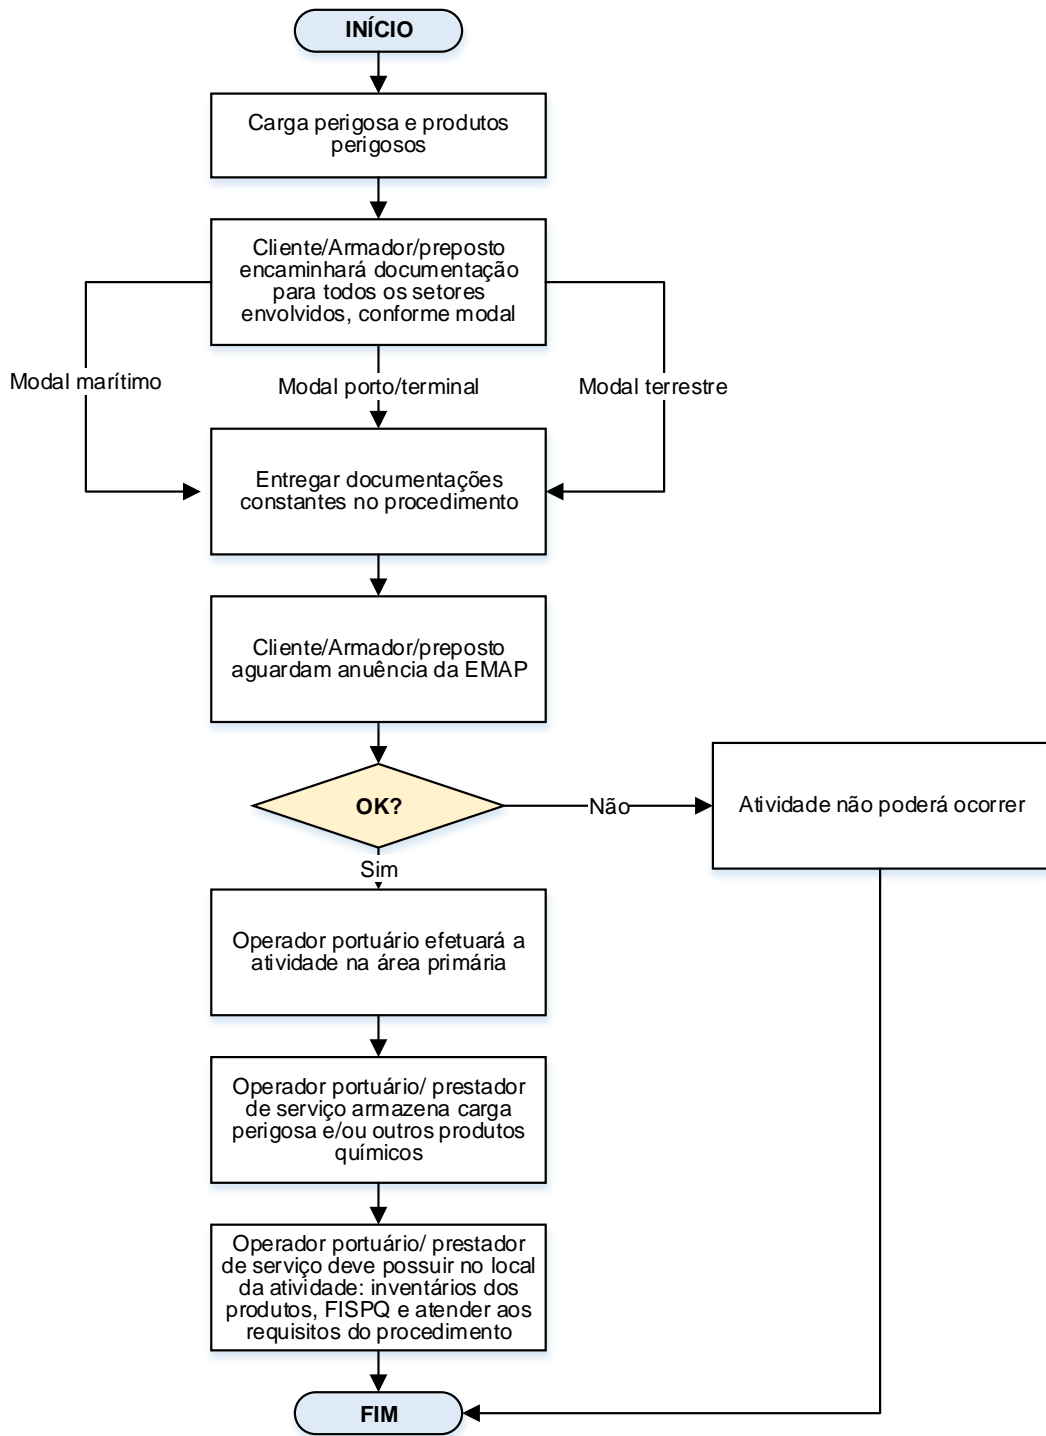 INÍCIO
Carga perigosa e produtos
perigosos
Cliente/Armador/preposto
encaminhará documentação
para todos os setores
envolvidos, conforme modal
Modal marítimo
Modal porto/terminal
Modal terrestre
Entregar documentações
constantes no procedimento
Cliente/Armador/preposto
aguardam anuência da EMAP
OK?
Não
Atividade não poderá ocorrer
Sim
Operador portuário efetuará a
atividade na área primária
Operador portuário/ prestador
de serviço armazena carga
perigosa e/ou outros produtos
químicos
Operador portuário/ prestador
de serviço deve possuir no local
da atividade: inventários dos
produtos, FISPQ e atender aos
requisitos do procedimento
FIM